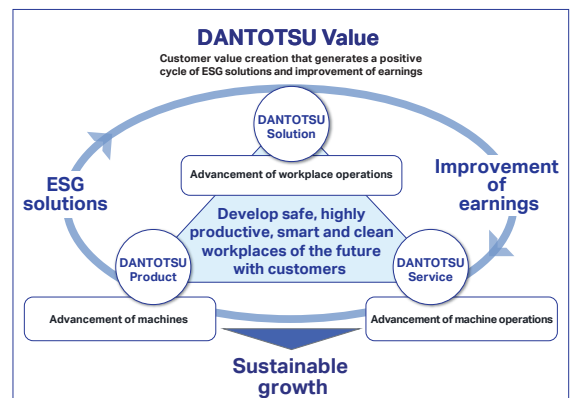 DANTOTSU Value
Customer value creation that generates a positive
cycle of ESG solutions and improvement of earnings
DANTOTSU
Solution
Advancement of workplace operations
ESG
solutions
Improvement
of
earnings
Develop safe, highly
productive, smart and clean
workplaces of the future
with customers
DANTOTSU
Product
DANTOTSU
Service
Advancement of machines
Advancement of machine operations
Sustainable
growth